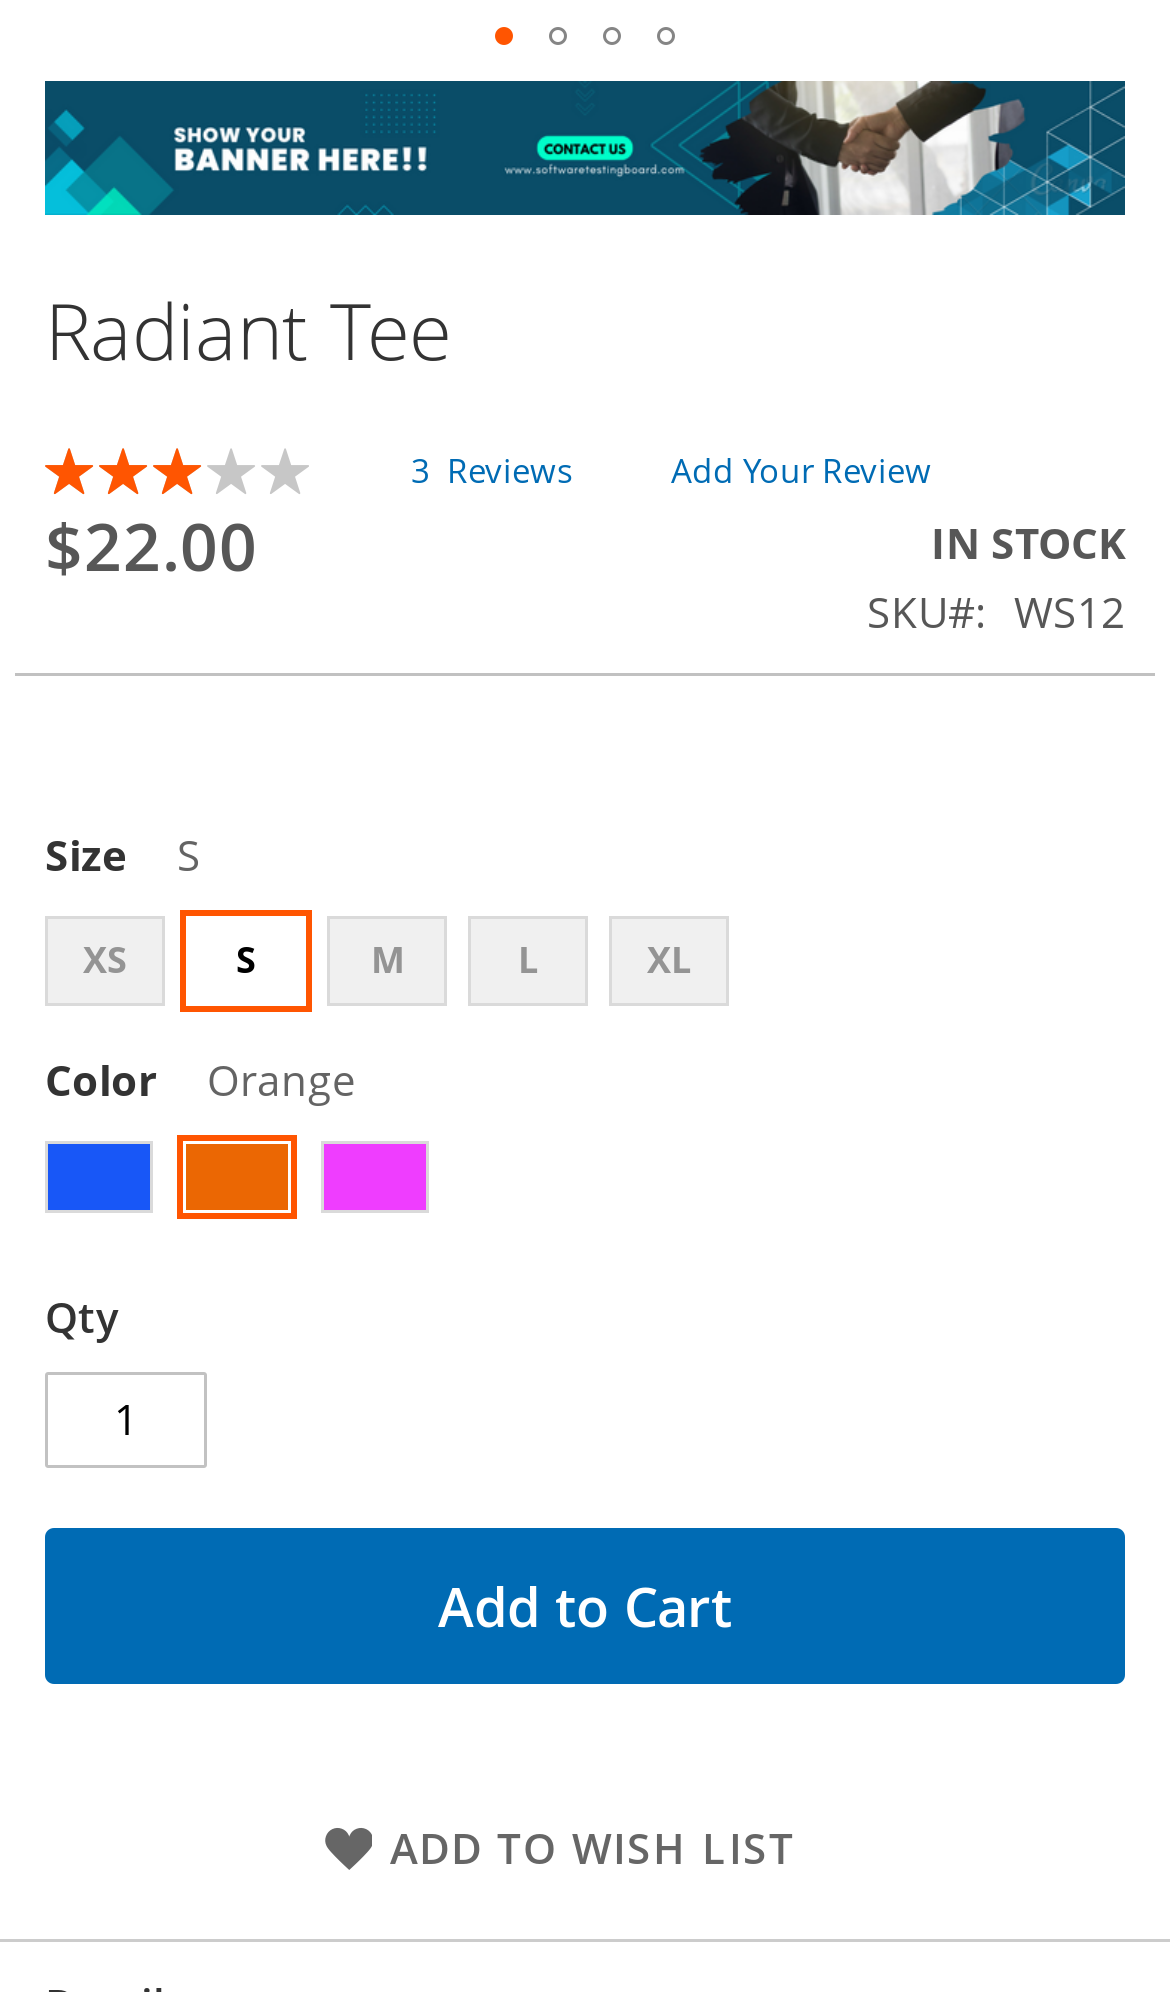 SHOW YOUR
BANNER HERE!!
CONTACT US
www.softwaretestingboard.com
Radiant Tee
3 Reviews Add Your Review
$22.00
IN STOCK
SKU#: WS12
Size S
XS S M L XL
Color Orange
Qty
1
Add to Cart
ADD TO WISH LIST